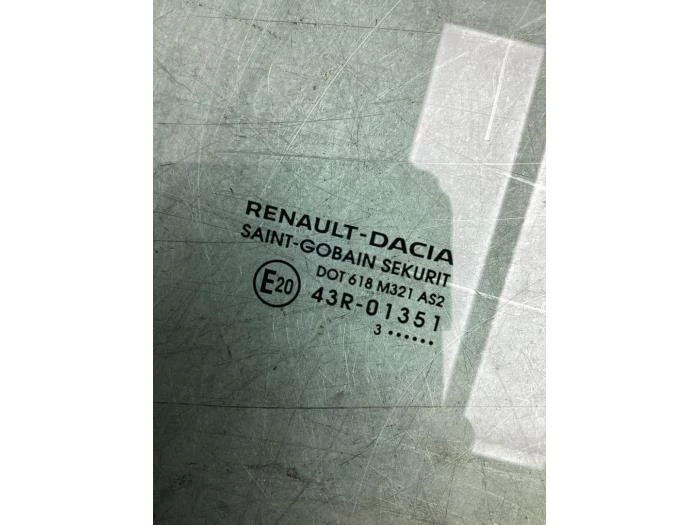 RENAULT-DACIA
SAINT-GOBAIN SEKURIT
DOT 618 M321 AS2
E20 43R-01351
3 ••••••